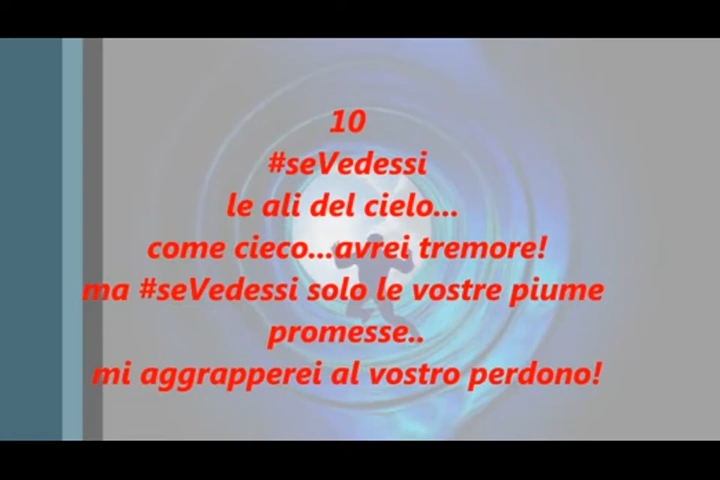 10
#seVedessi
le ali del cielo...
come cieco...avrei tremore!
ma #seVedessi solo le vostre piume
promesse..
mi aggrapperei al vostro perdono!